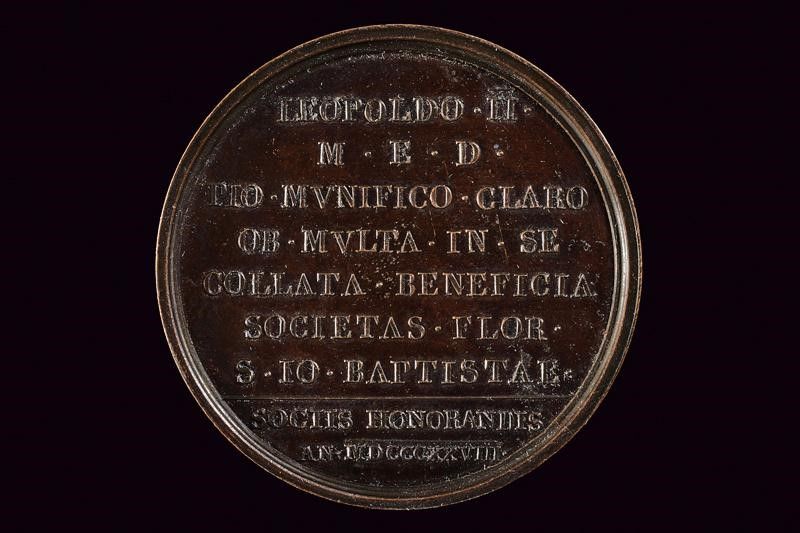 LEOPOLDO · II ·
M · E · D ·
PIO · MVNIFICO · CLARO
OB · MVLTA · IN · SE
COLLATA · BENEFICIA
SOCIETAS · FLOR ·
S · IO · BAPTISTAE ·
SOCIIS HONORANDIS
AN · MDCCCXXVIII ·